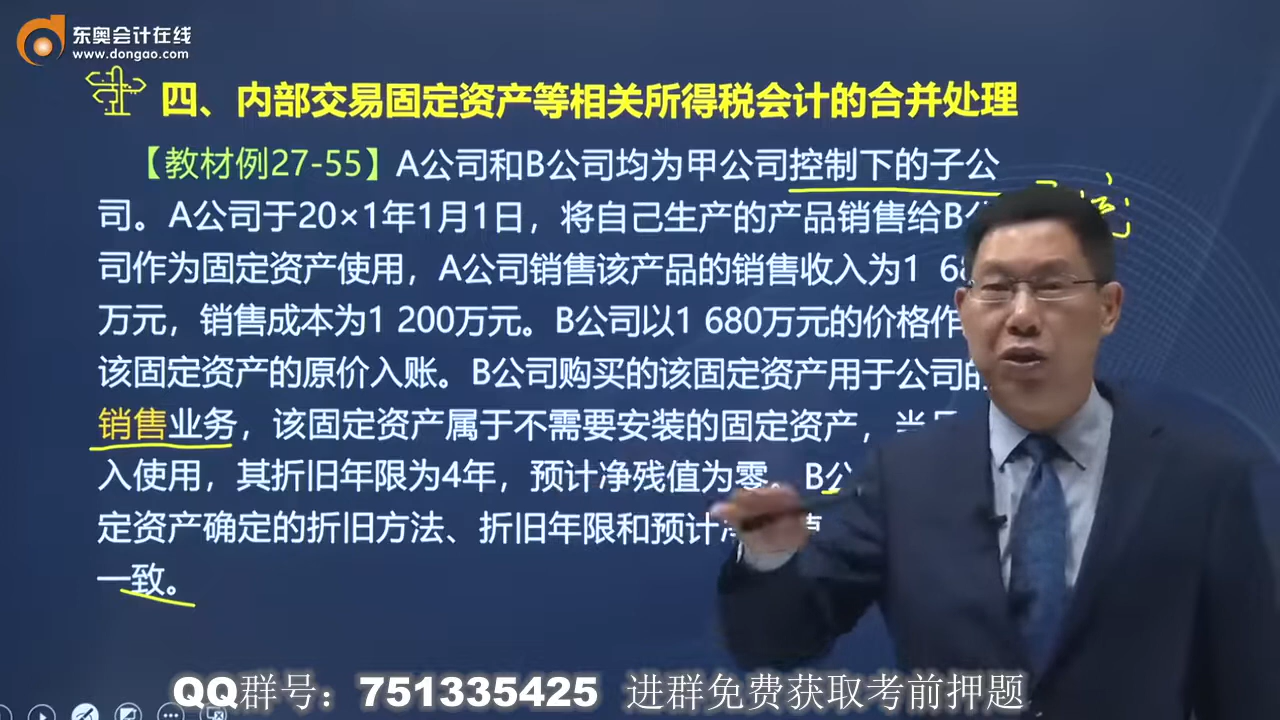 东奥会计在线
www.dongao.com
四、内部交易固定资产等相关所得税会计的合并处理
【教材例27-55】A公司和B公司均为甲公司控制下的子公
司。A公司于20×1年1月1日，将自己生产的产品销售给B公
司作为固定资产使用，A公司销售该产品的销售收入为1 68
万元，销售成本为1 200万元。B公司以1 680万元的价格作
该固定资产的原价入账。B公司购买的该固定资产用于公司的
销售业务，该固定资产属于不需要安装的固定资产，当
入使用，其折旧年限为4年，预计净残值为零。B公
定资产确定的折旧方法、折旧年限和预计净
一致。
QQ群号：751335425 进群免费获取考前押题